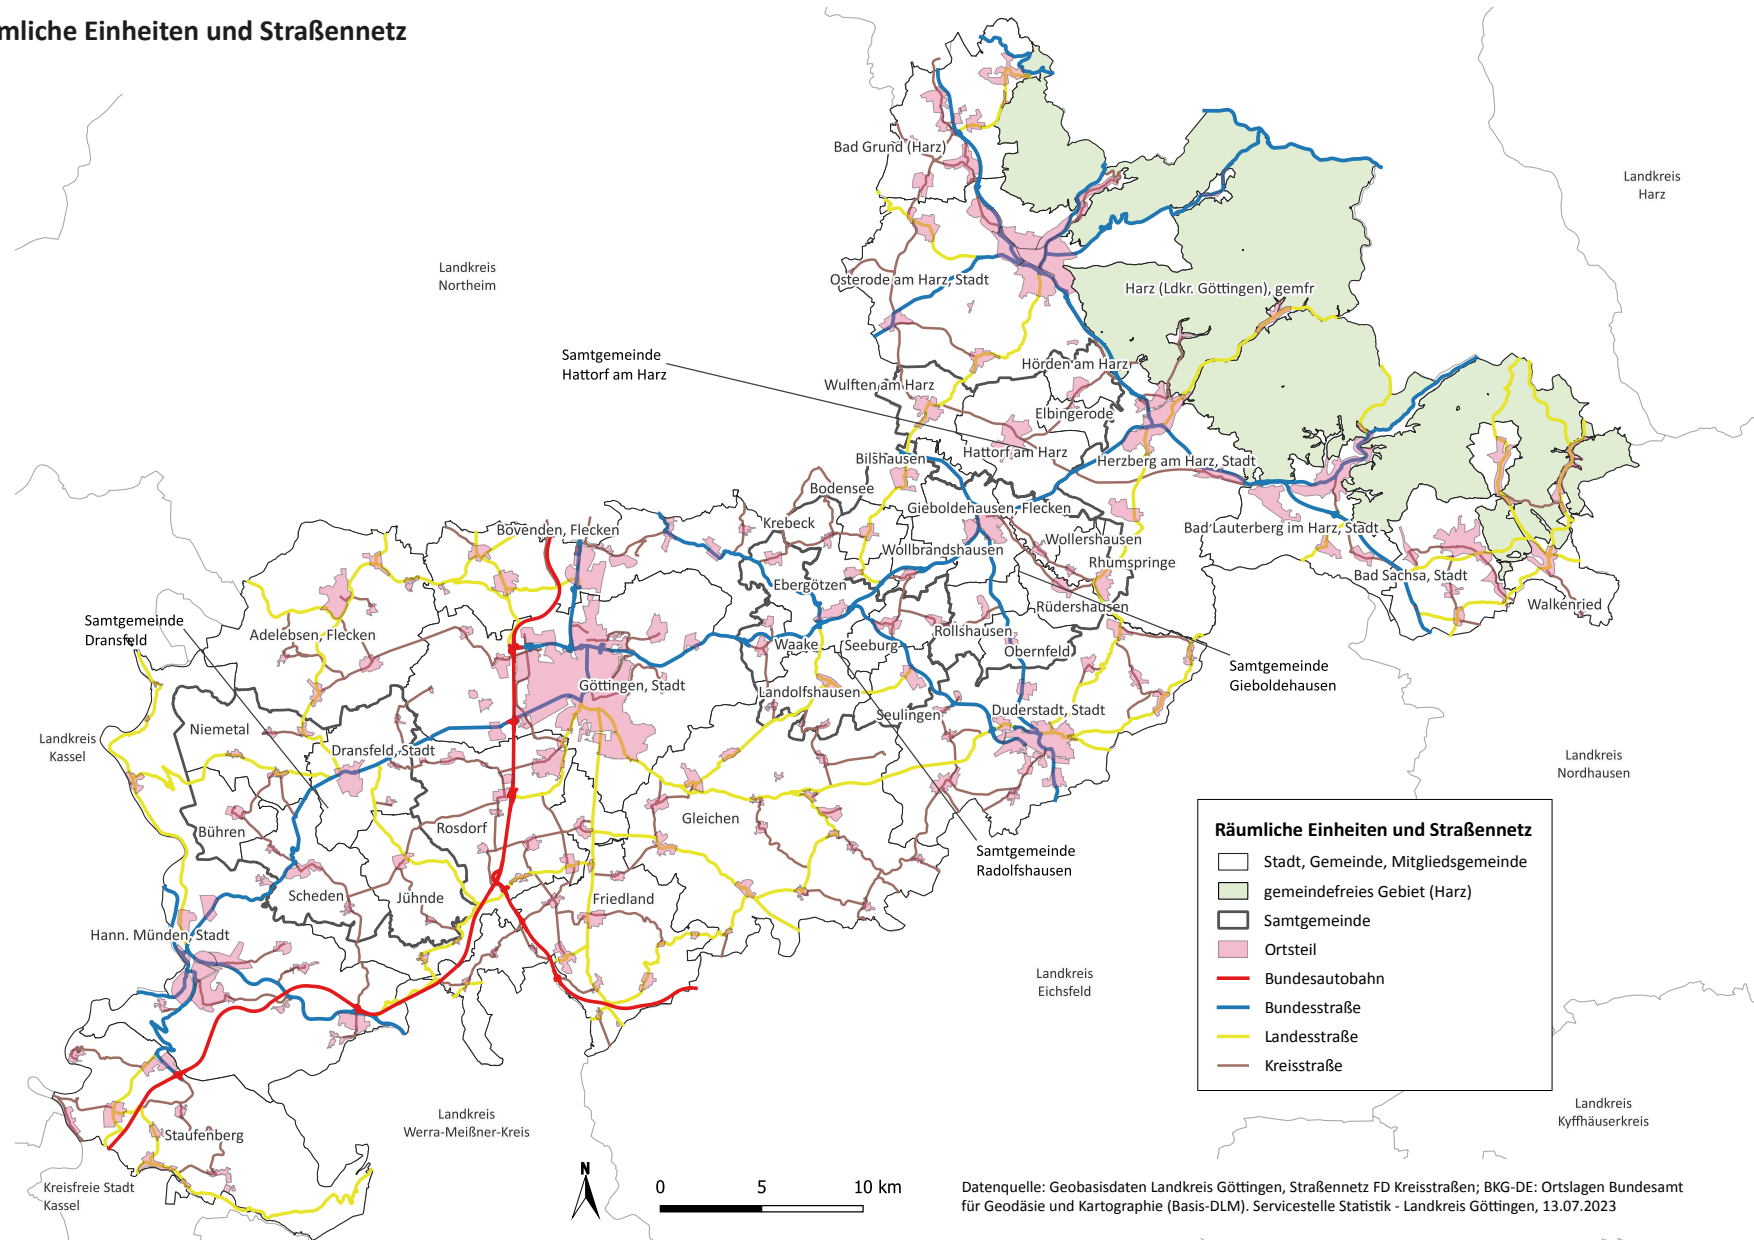 mliche Einheiten und Straßennetz
Bad Grund (Harz)
Landkreis
Harz
Landkreis
Northeim
Osterode am Harz, Stadt
Harz (Ldkr. Göttingen), gemfr
Samtgemeinde
Hattorf am Harz
Hörden am Harz
Wulften am Harz
Elbingerode
Hattorf am Harz
Herzberg am Harz, Stadt
Bilshausen
Bodensee
Gieboldehausen, Flecken
Krebeck
Bovenden, Flecken
Wollershausen
Bad Lauterberg im Harz, Stadt
Wollbrandshausen
Rhumspringe
Ebergötzen
Bad Sachsa, Stadt
Walkenried
Rüdershausen
Samtgemeinde
Dransfeld
Adelebsen, Flecken
Rollshausen
Waake
Seeburg
Obernfeld
Samtgemeinde
Gieboldehausen
Göttingen, Stadt
Landolfshausen
Seulingen
Duderstadt, Stadt
Niemetal
Landkreis
Kassel
Dransfeld, Stadt
Landkreis
Nordhausen
Bühren
Rosdorf
Gleichen
Samtgemeinde
Radolfshausen
Scheden
Jühnde
Friedland
Hann. Münden, Stadt
Landkreis
Eichsfeld
Räumliche Einheiten und Straßennetz
Stadt, Gemeinde, Mitgliedsgemeinde
gemeindefreies Gebiet (Harz)
Samtgemeinde
Ortsteil
Bundesautobahn
Bundesstraße
Landesstraße
Kreisstraße
Landkreis
Werra-Meißner-Kreis
Landkreis
Kyffhäuserkreis
Staufenberg
Kreisfreie Stadt
Kassel
N
0 5 10 km
Datenquelle: Geobasisdaten Landkreis Göttingen, Straßennetz FD Kreisstraßen; BKG-DE: Ortslagen Bundesamt
für Geodäsie und Kartographie (Basis-DLM). Servicestelle Statistik - Landkreis Göttingen, 13.07.2023